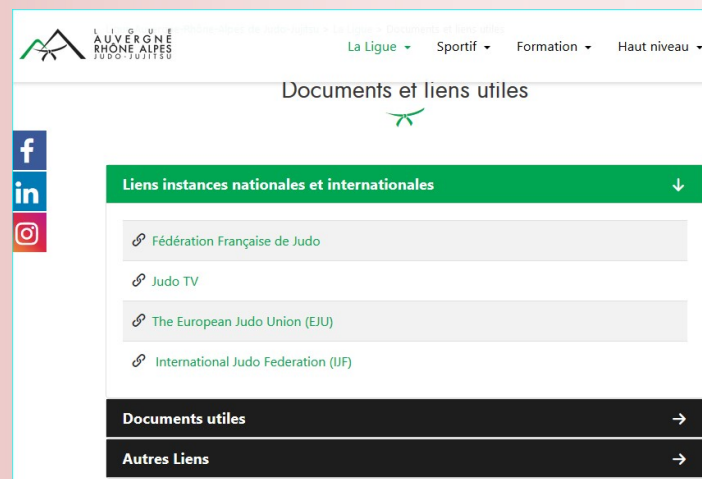 LIGUE
AUVERGNE
RHÔNE ALPES
JUDO-JUJITSU
La Ligue Sportif Formation Haut niveau
Documents et liens utiles
Liens instances nationales et internationales
Fédération Française de Judo
Judo TV
The European Judo Union (EJU)
International Judo Federation (IJF)
Documents utiles
Autres Liens